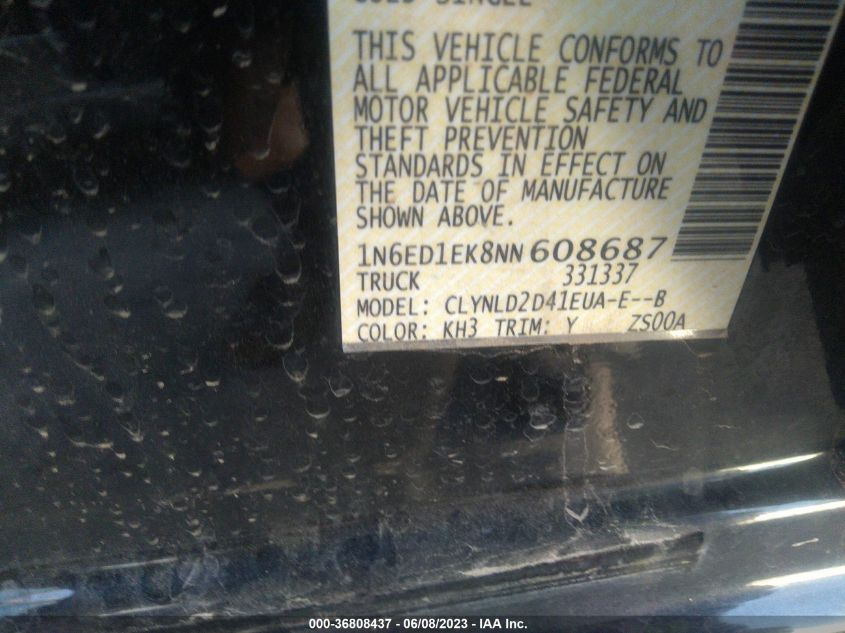 COLD SINGLE
THIS VEHICLE CONFORMS TO
ALL APPLICABLE FEDERAL
MOTOR VEHICLE SAFETY AND
THEFT PREVENTION
STANDARDS IN EFFECT ON
THE DATE OF MANUFACTURE
SHOWN ABOVE.
1N6ED1EK8NN608687
TRUCK 331337
MODEL: CLYNLD2D41EUA-E--B
COLOR: KH3 TRIM: Y ZS00A
000-36808437 - 06/08/2023 - IAA Inc.